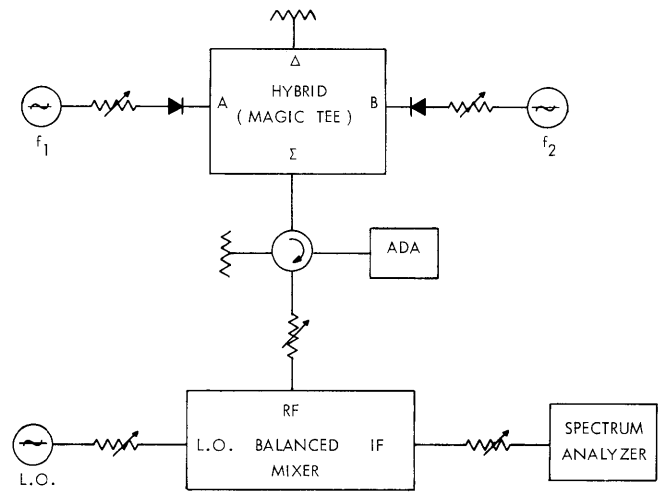 Δ
HYBRID
A
( MAGIC TEE )
B
f1
f2
Σ
ADA
RF
L.O. BALANCED IF
MIXER
L.O.
SPECTRUM
ANALYZER